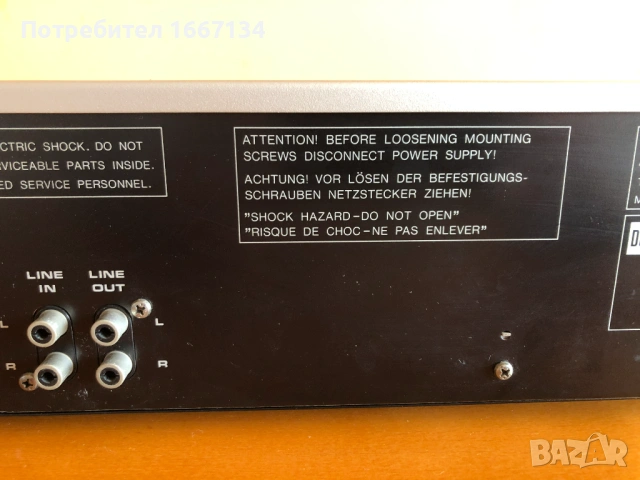 Потребител 1667134
CTRIC SHOCK. DO NOT
RVICEABLE PARTS INSIDE.
ED SERVICE PERSONNEL.
ATTENTION! BEFORE LOOSENING MOUNTING
SCREWS DISCONNECT POWER SUPPLY!
ACHTUNG! VOR LÖSEN DER BEFESTIGUNGS-
SCHRAUBEN NETZSTECKER ZIEHEN!
"SHOCK HAZARD-DO NOT OPEN"
"RISQUE DE CHOC-NE PAS ENLEVER"
LINE IN
LINE OUT
L
L
R
R
BAZAR